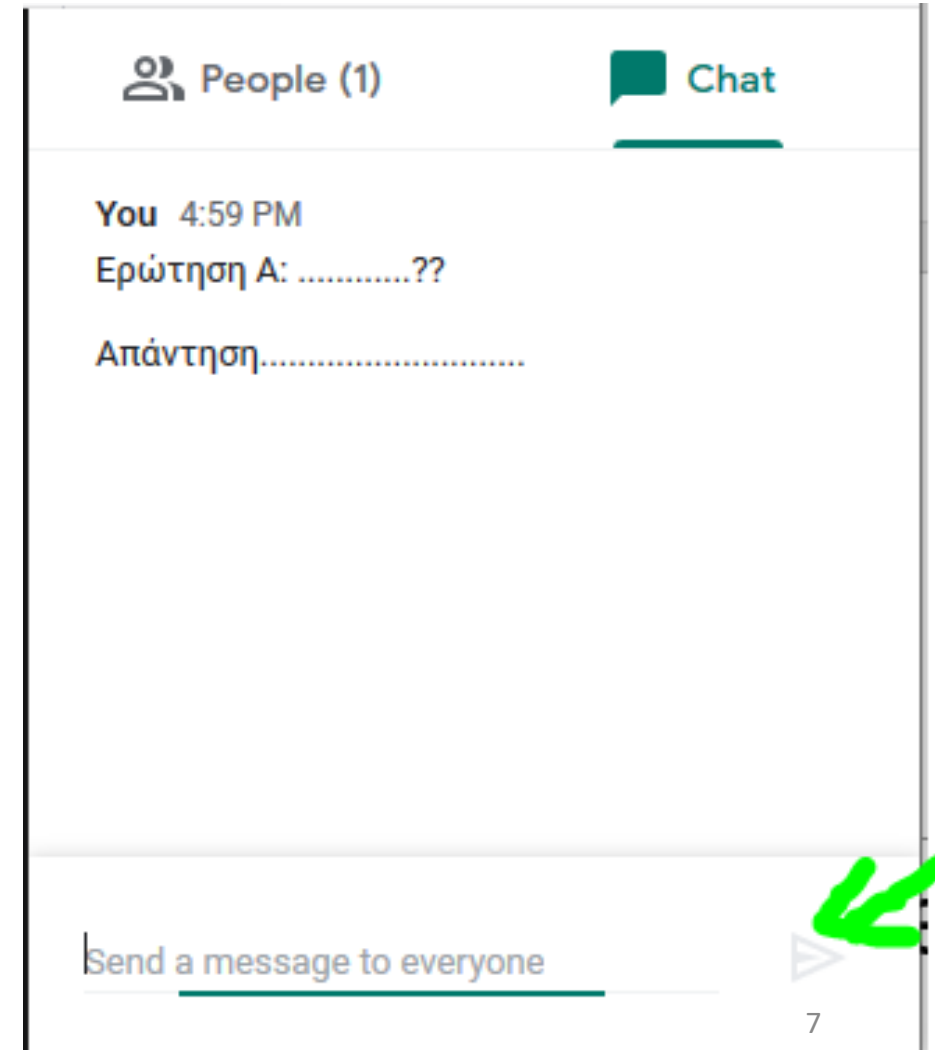 People (1)
Chat
You 4:59 PM
Ερώτηση Α: ............??
Απάντηση............................
Send a message to everyone
7